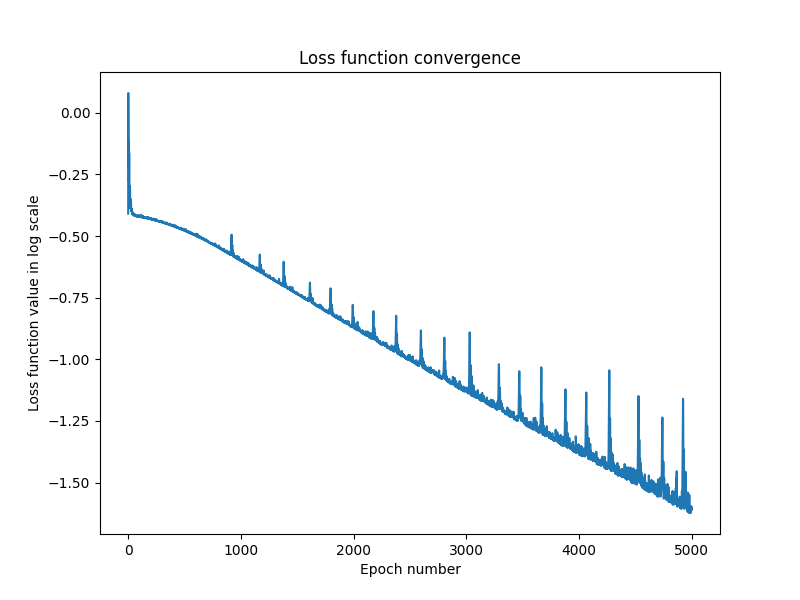 Loss function convergence
Loss function value in log scale
0.00
−0.25
−0.50
−0.75
−1.00
−1.25
−1.50
0 1000 2000 3000 4000 5000
Epoch number